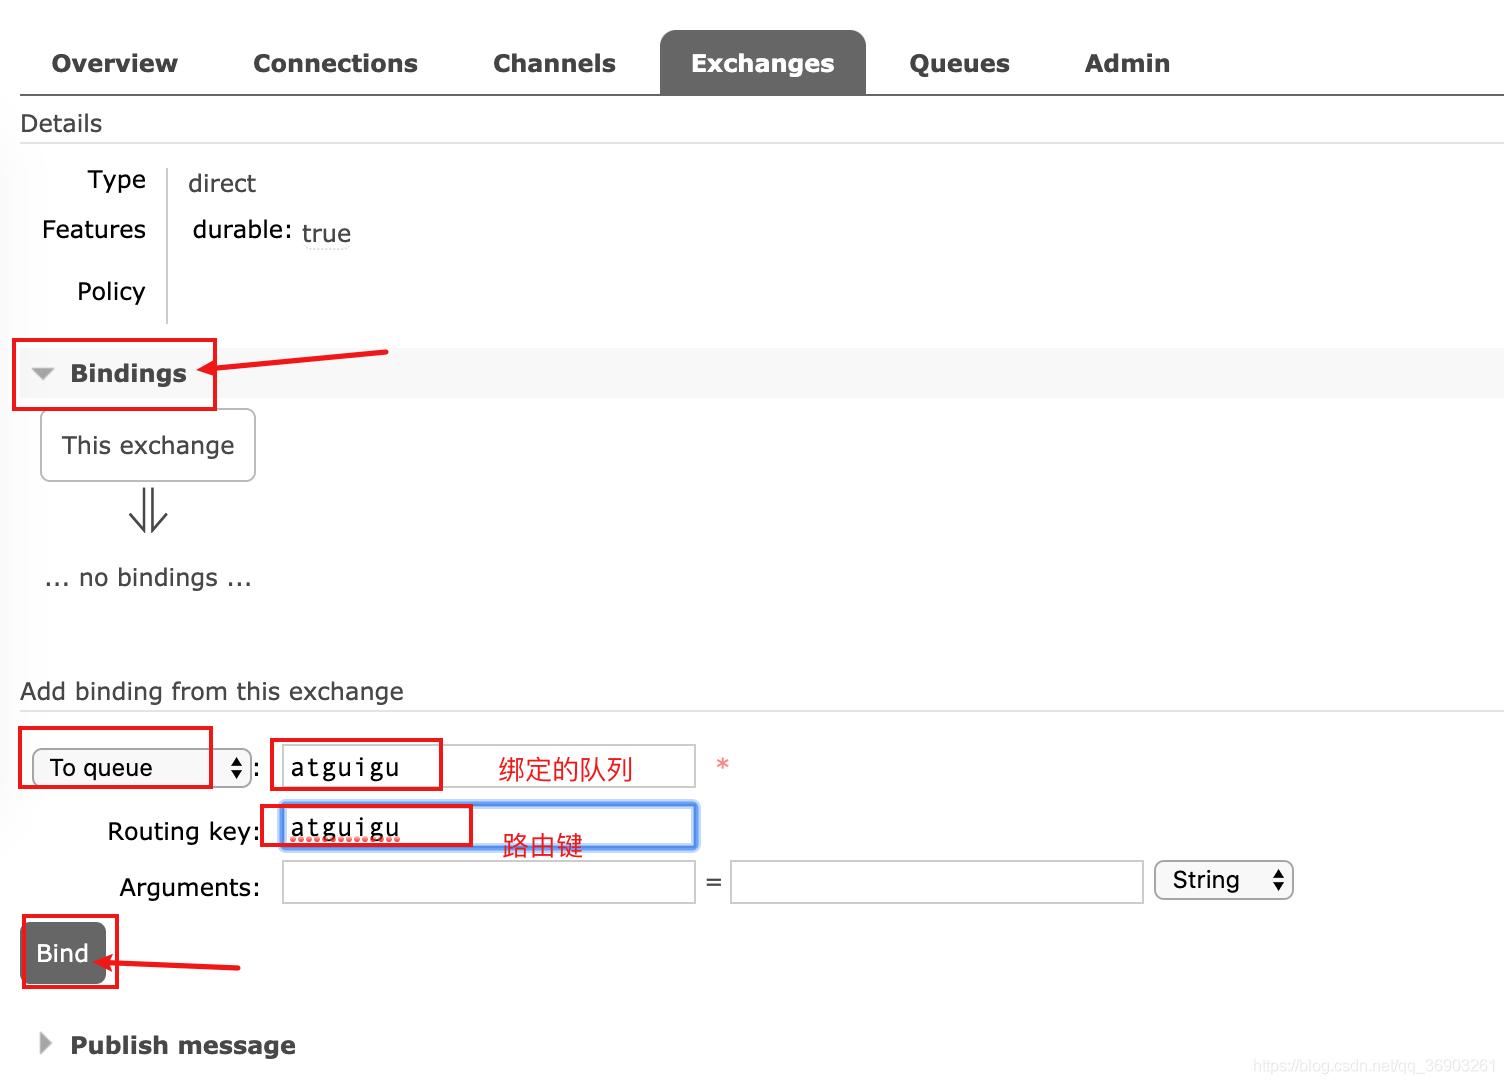 Overview Connections Channels Exchanges Queues Admin
Details
Type direct
Features durable: true
Policy
Bindings
This exchange
... no bindings ...
Add binding from this exchange
To queue : atguigu 绑定的队列 *
Routing key: atguigu 路由键
Arguments: = String
Bind
Publish message
https://blog.csdn.net/qq_36903261